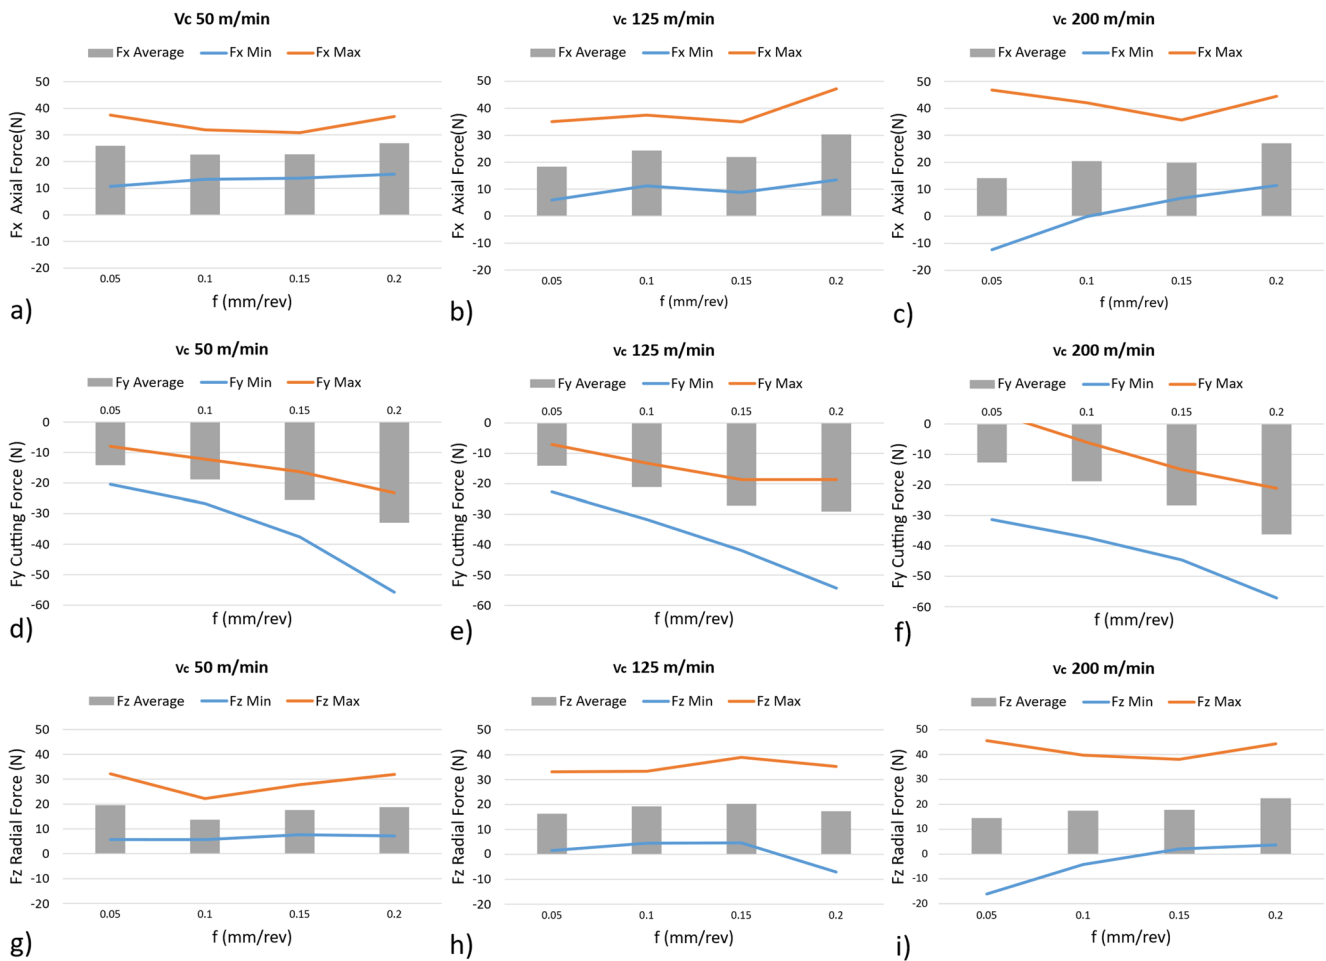 Vc 50 m/min
Fx Average Fx Min Fx Max
50
40
30
20
10
0
-10
-20
Fx Axial Force(N)
0.05 0.1 0.15 0.2
f (mm/rev)
a)
Vc 125 m/min
Fx Average Fx Min Fx Max
50
40
30
20
10
0
-10
-20
Fx Axial Force(N)
0.05 0.1 0.15 0.2
f (mm/rev)
b)
Vc 200 m/min
Fx Average Fx Min Fx Max
50
40
30
20
10
0
-10
-20
Fx Axial Force(N)
0.05 0.1 0.15 0.2
f (mm/rev)
c)
Vc 50 m/min
Fy Average Fy Min Fy Max
0.05 0.1 0.15 0.2
0
-10
-20
-30
-40
-50
-60
Fy Cutting Force (N)
f (mm/rev)
d)
Vc 125 m/min
Fy Average Fy Min Fy Max
0.05 0.1 0.15 0.2
0
-10
-20
-30
-40
-50
-60
Fy Cutting Force (N)
f (mm/rev)
e)
Vc 200 m/min
Fy Average Fy Min Fy Max
0.05 0.1 0.15 0.2
0
-10
-20
-30
-40
-50
-60
Fy Cutting Force (N)
f (mm/rev)
f)
Vc 50 m/min
Fz Average Fz Min Fz Max
50
40
30
20
10
0
-10
-20
Fz Radial Force (N)
0.05 0.1 0.15 0.2
f (mm/rev)
g)
Vc 125 m/min
Fz Average Fz Min Fz Max
50
40
30
20
10
0
-10
-20
Fz Radial Force (N)
0.05 0.1 0.15 0.2
f (mm/rev)
h)
Vc 200 m/min
Fz Average Fz Min Fz Max
50
40
30
20
10
0
-10
-20
Fz Radial Force (N)
0.05 0.1 0.15 0.2
f (mm/rev)
i)